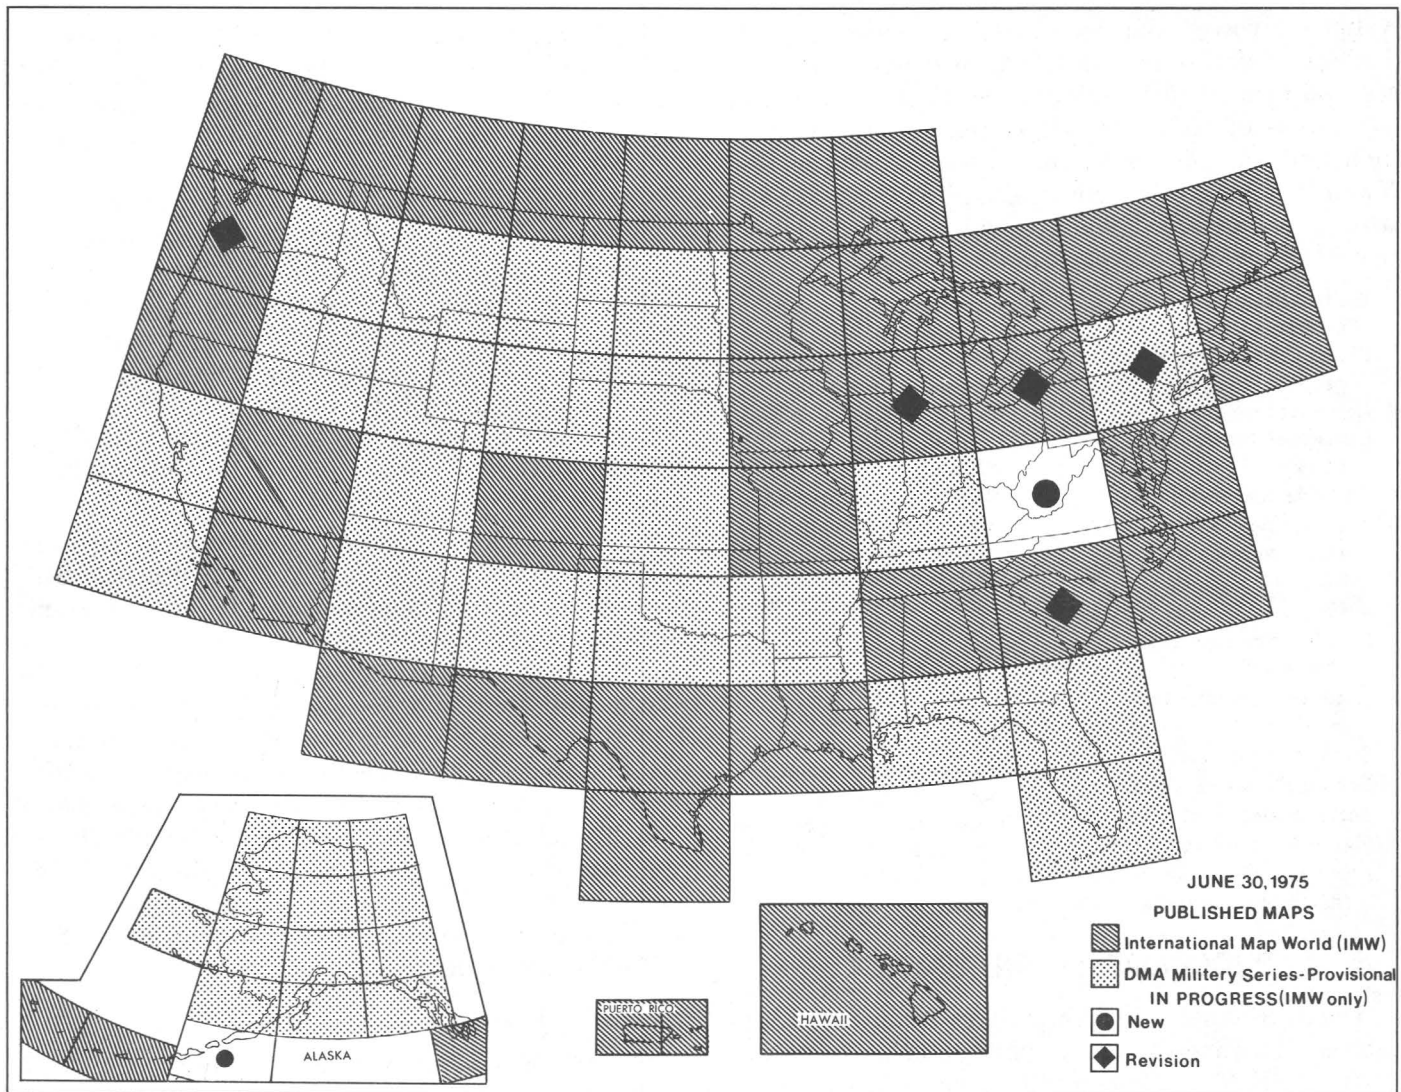 JUNE 30, 1975
PUBLISHED MAPS
International Map World (IMW)
DMA Militery Series-Provisional
IN PROGRESS (IMW only)
New
Revision
PUERTO RICO
HAWAII
ALASKA